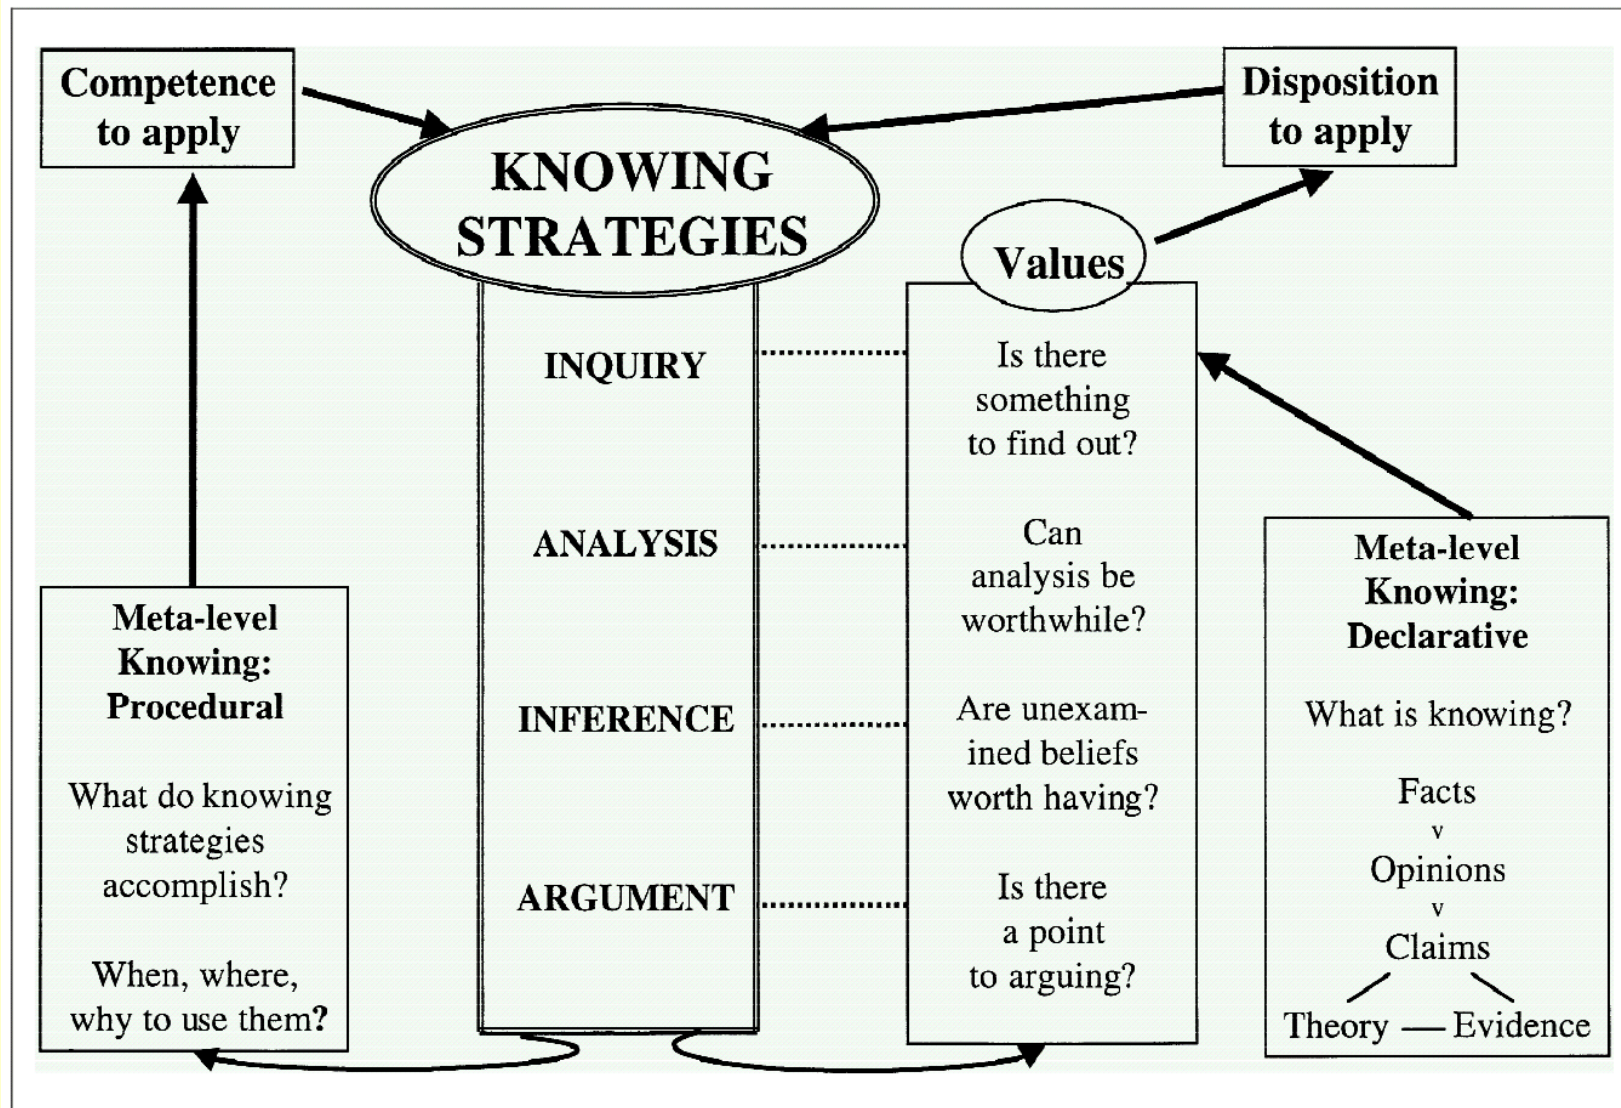 Competence
to apply
Disposition
to apply
KNOWING
STRATEGIES
Values
INQUIRY
ANALYSIS
INFERENCE
ARGUMENT
Is there
something
to find out?
Can
analysis be
worthwhile?
Are unexam-
ined beliefs
worth having?
Is there
a point
to arguing?
Meta-level
Knowing:
Procedural
What do knowing
strategies
accomplish?
When, where,
why to use them?
Meta-level
Knowing:
Declarative
What is knowing?
Facts
v
Opinions
v
Claims
Theory — Evidence